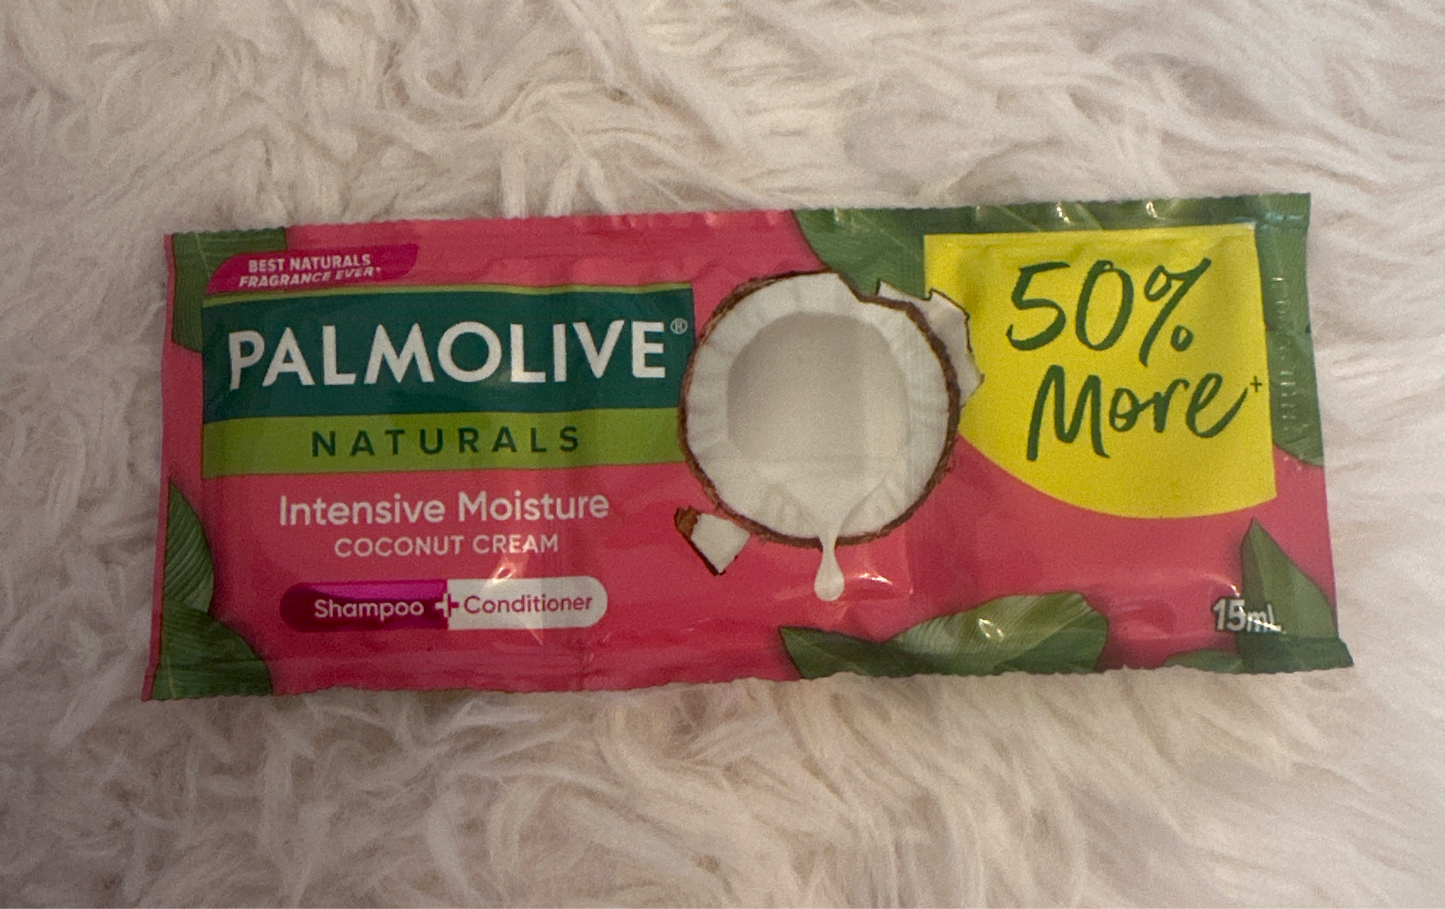 BEST NATURALS
FRAGRANCE EVER+
PALMOLIVE®
NATURALS
Intensive Moisture
COCONUT CREAM
Shampoo + Conditioner
50%
More+
15mL